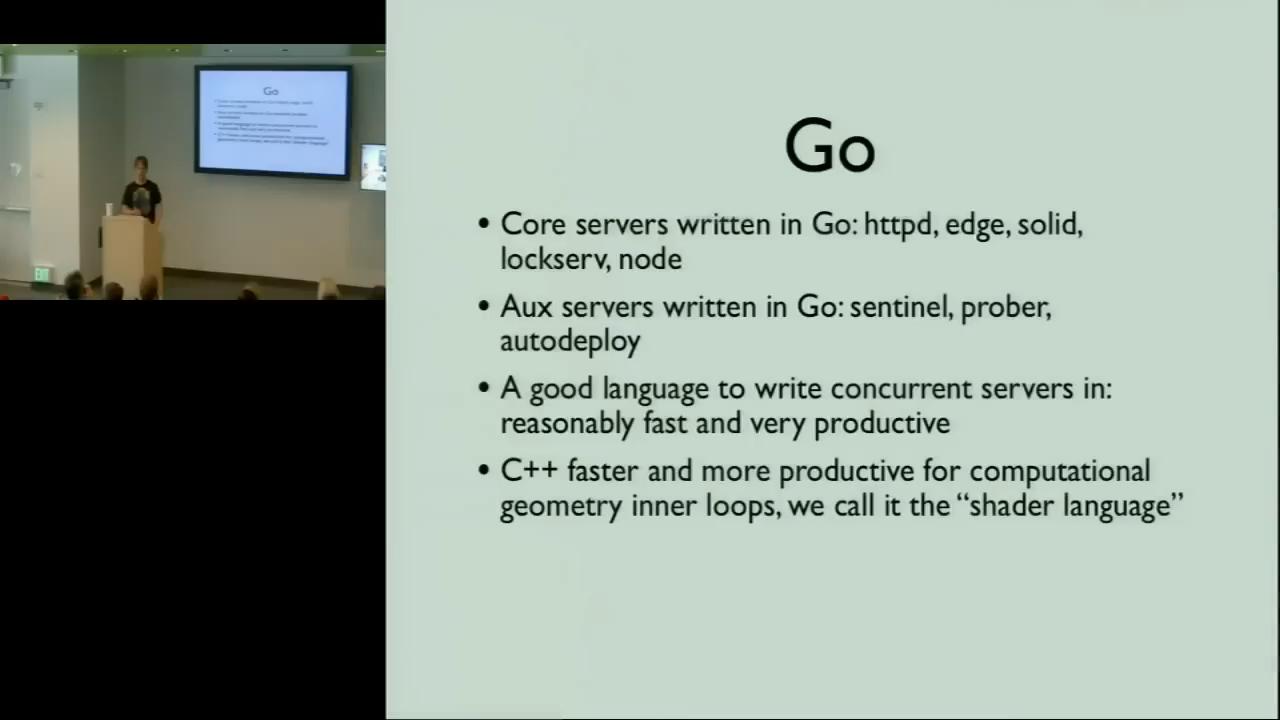 Go
• Core servers written in Go: httpd, edge, solid,
lockserv, node
• Aux servers written in Go: sentinel, prober,
autodeploy
• A good language to write concurrent servers in:
reasonably fast and very productive
• C++ faster and more productive for computational
geometry inner loops, we call it the “shader language”
Go
EXIT